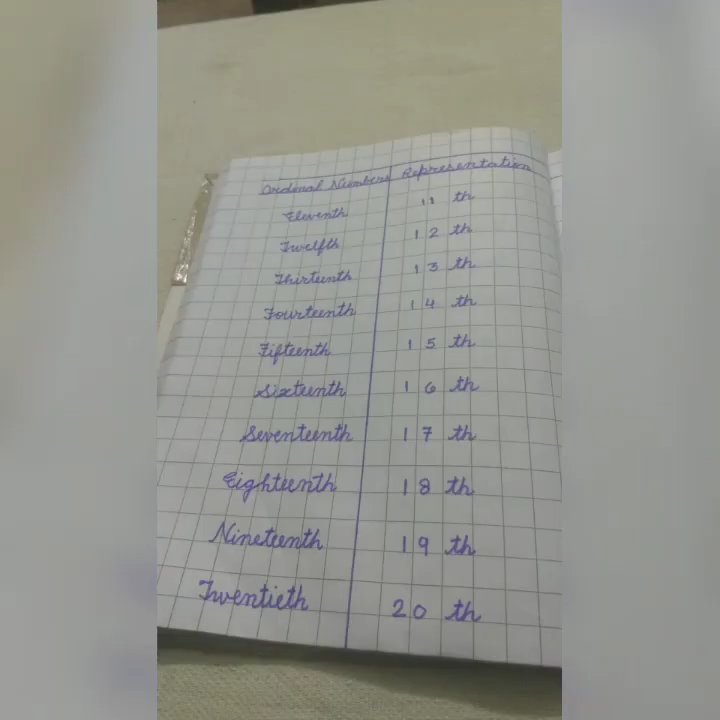 Ordinal Numbers Representation
Eleventh 11 th
Twelfth 12 th
Thirteenth 13 th
Fourteenth 14 th
Fifteenth 15 th
Sixteenth 16 th
Seventeenth 17 th
Eighteenth 18 th
Nineteenth 19 th
Twentieth 20 th